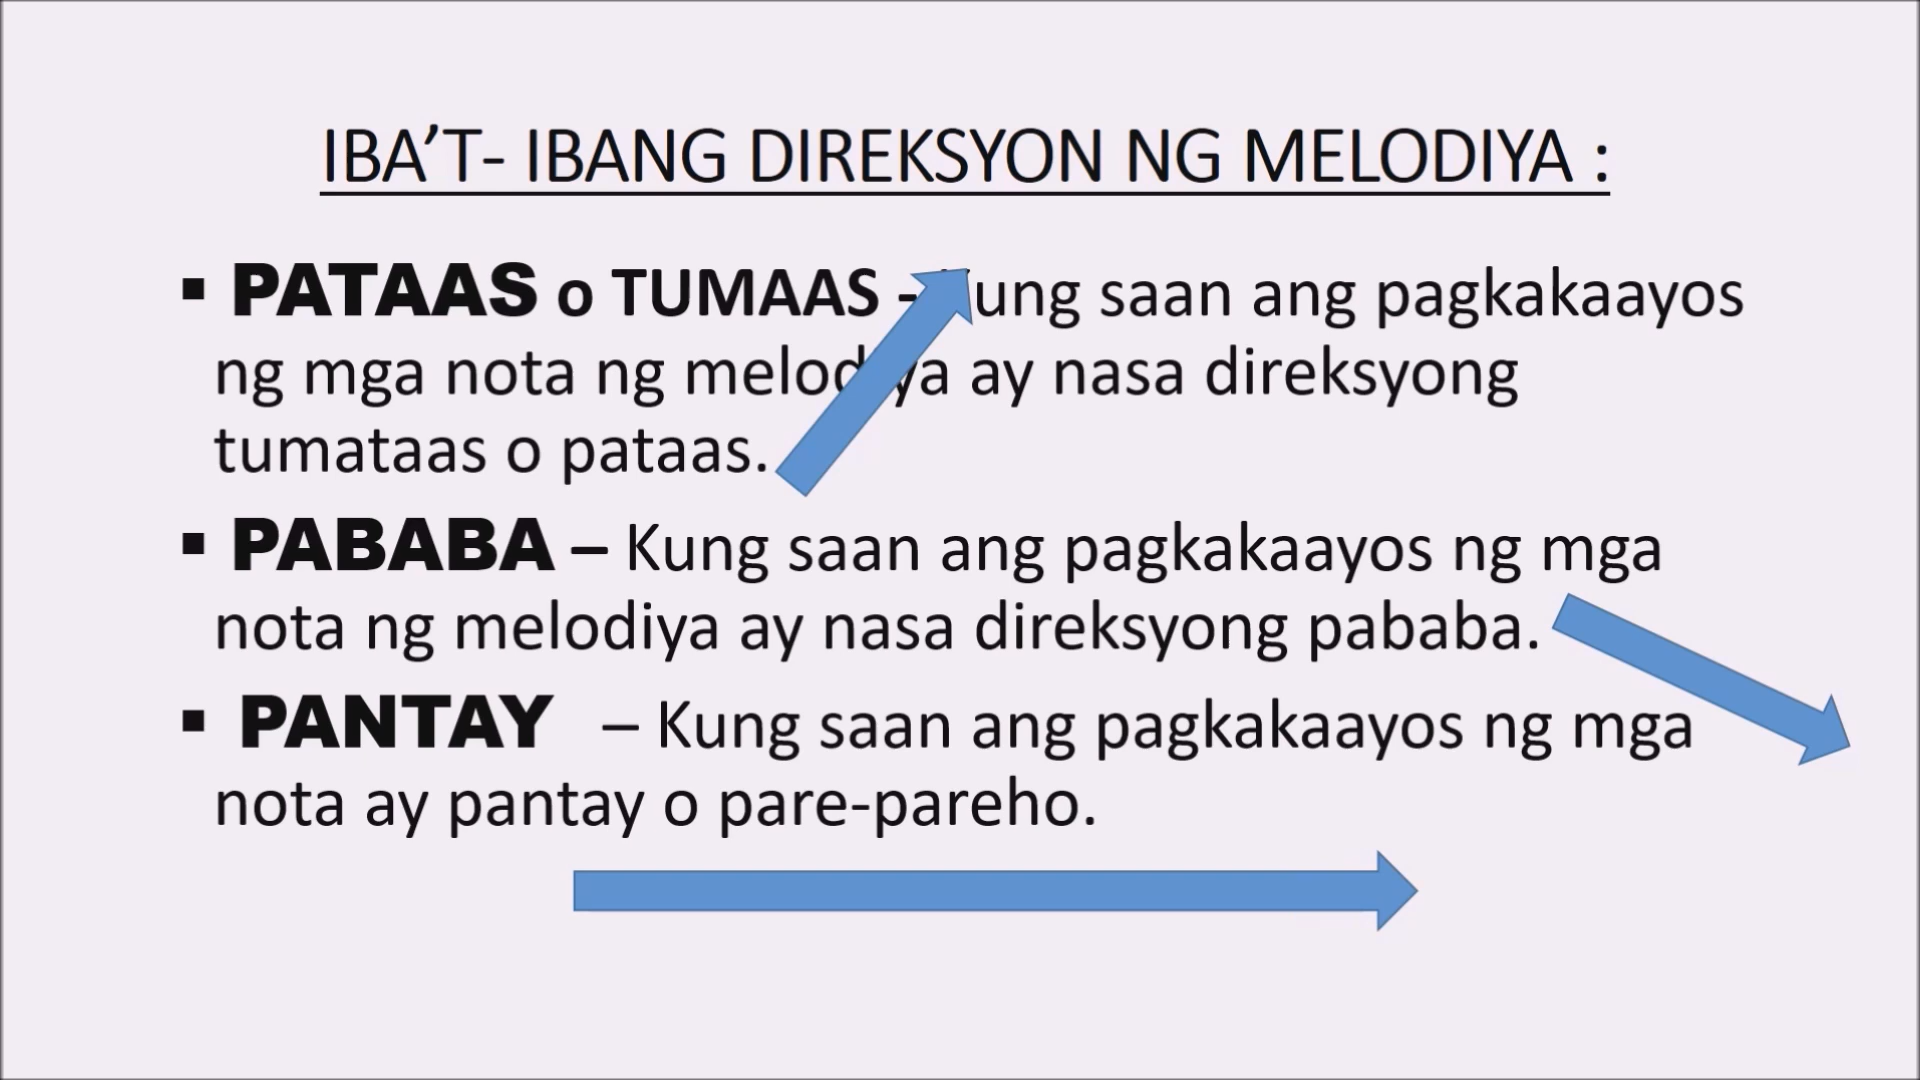 IBA’T- IBANG DIREKSYON NG MELODIYA :
▪ PATAAS o TUMAAS - Kung saan ang pagkakaayos
ng mga nota ng melodiya ay nasa direksyong
tumataas o pataas.
▪ PABABA – Kung saan ang pagkakaayos ng mga
nota ng melodiya ay nasa direksyong pababa.
▪ PANTAY – Kung saan ang pagkakaayos ng mga
nota ay pantay o pare-pareho.